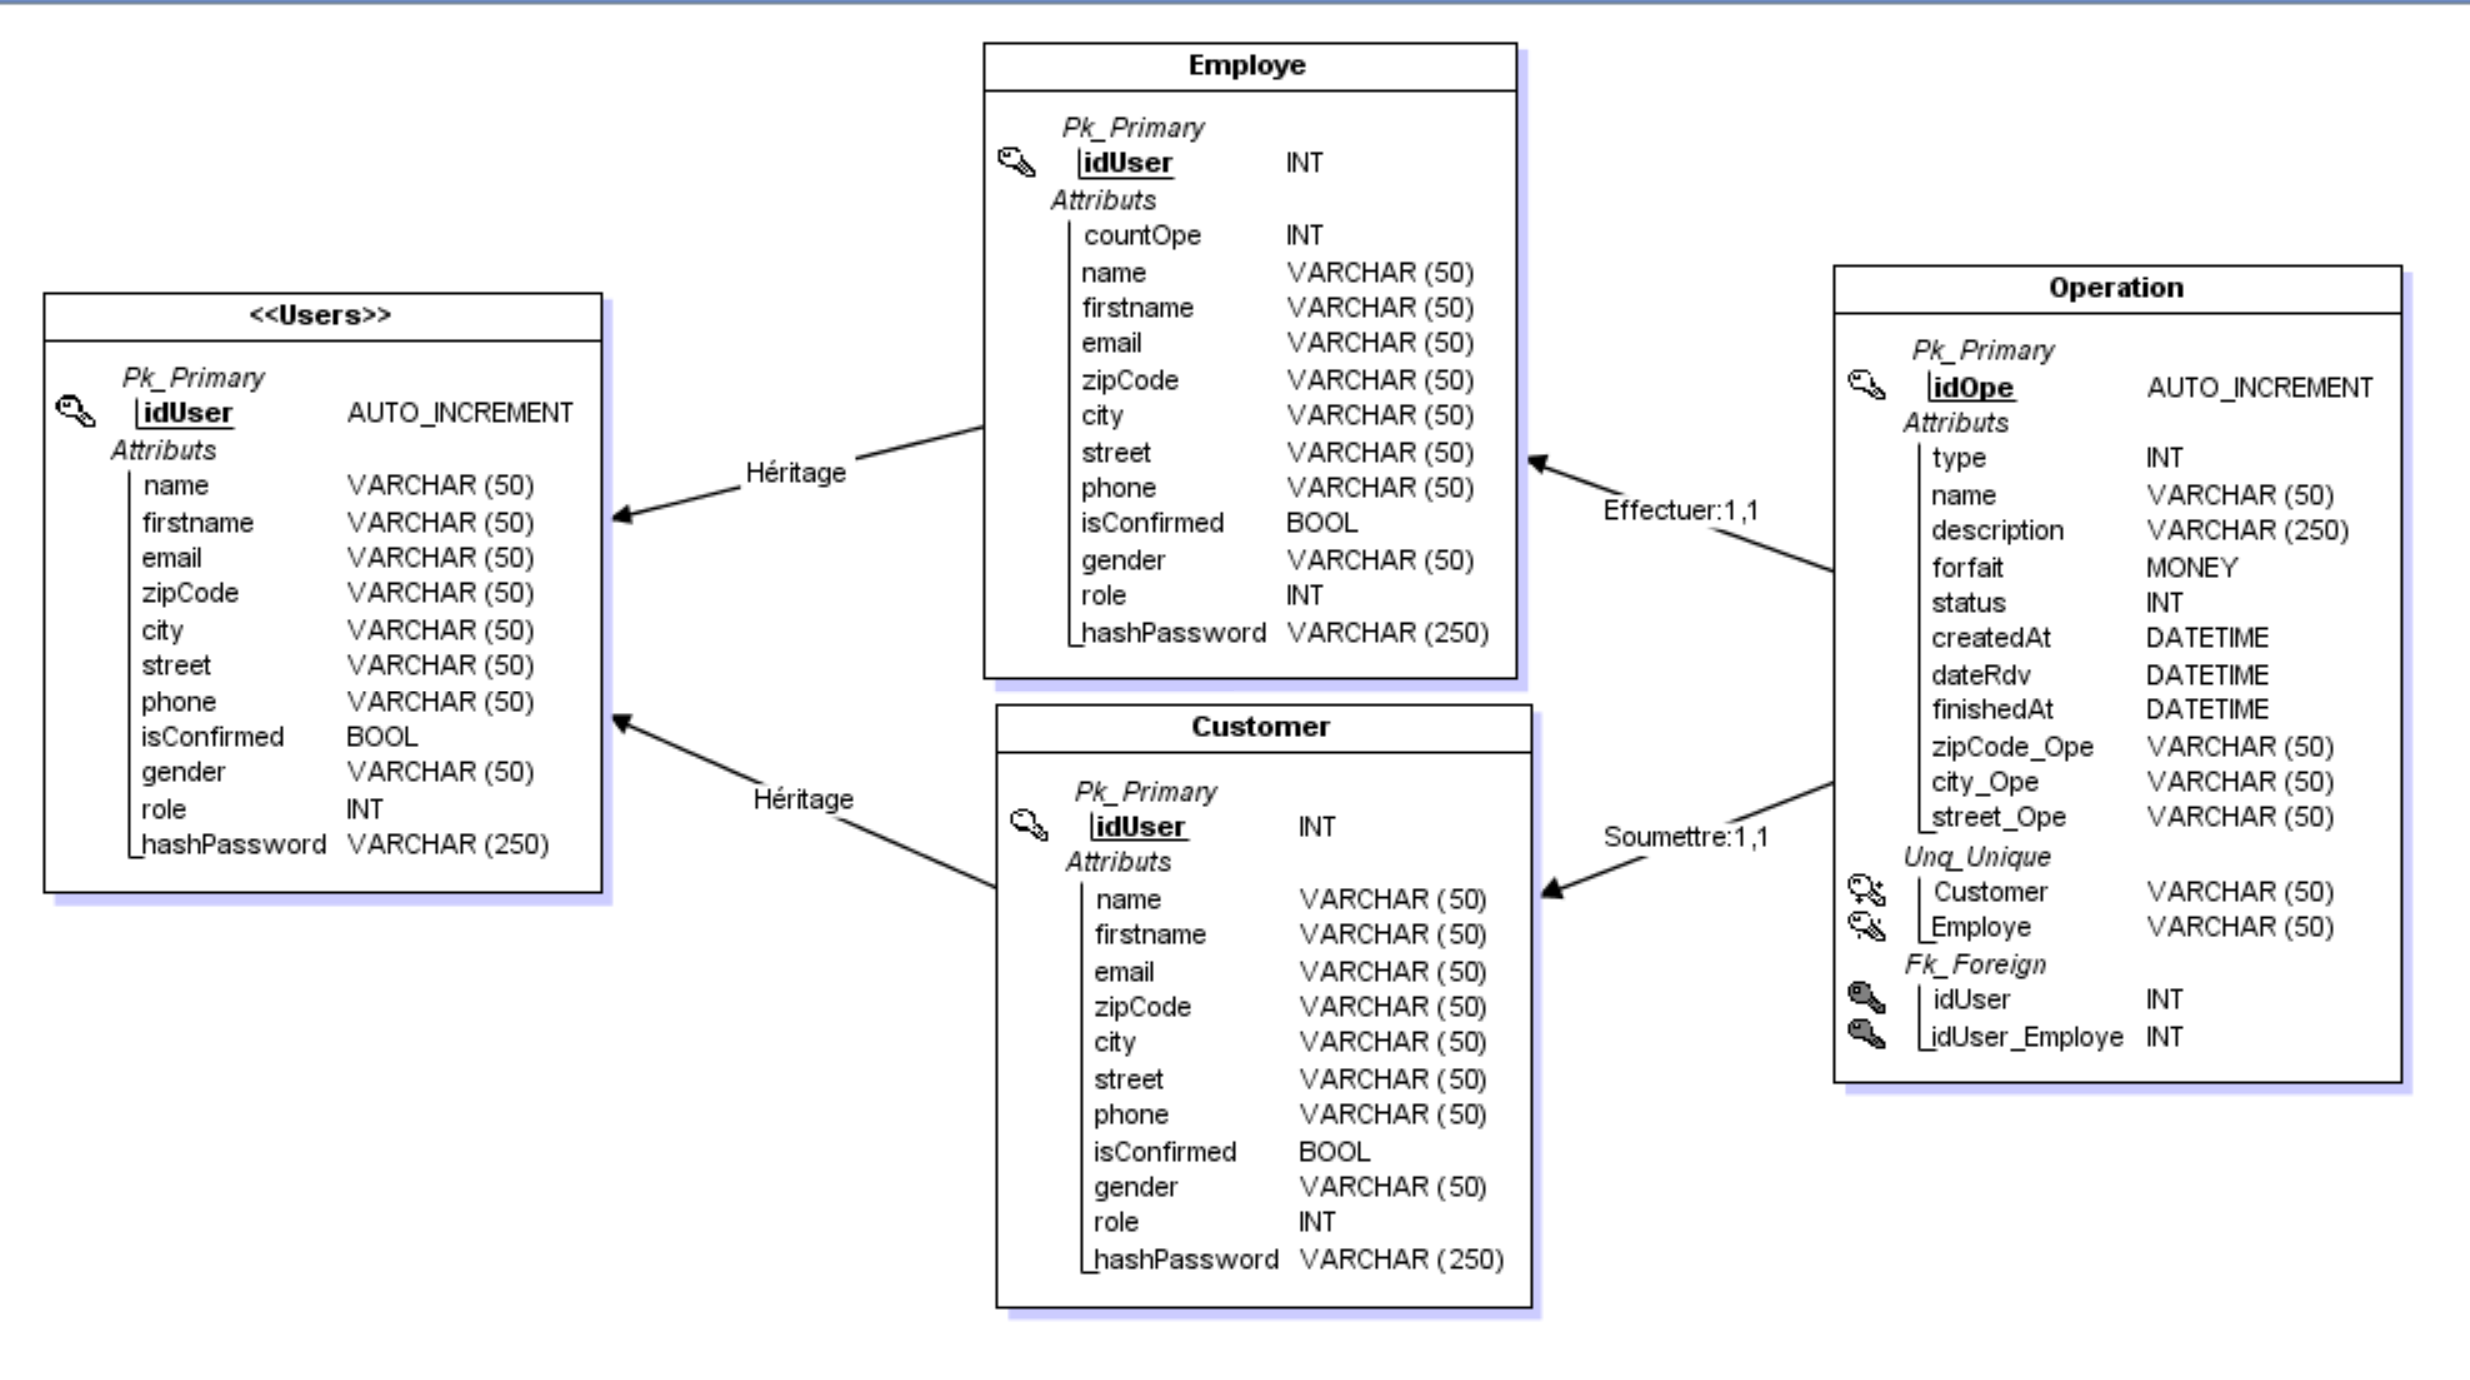 <<Users>>
Pk_Primary
idUser AUTO_INCREMENT
Attributs
name VARCHAR (50)
firstname VARCHAR (50)
email VARCHAR (50)
zipCode VARCHAR (50)
city VARCHAR (50)
street VARCHAR (50)
phone VARCHAR (50)
isConfirmed BOOL
gender VARCHAR (50)
role INT
hashPassword VARCHAR (250)
Héritage
Héritage
Employe
Pk_Primary
idUser INT
Attributs
countOpe INT
name VARCHAR (50)
firstname VARCHAR (50)
email VARCHAR (50)
zipCode VARCHAR (50)
city VARCHAR (50)
street VARCHAR (50)
phone VARCHAR (50)
isConfirmed BOOL
gender VARCHAR (50)
role INT
hashPassword VARCHAR (250)
Customer
Pk_Primary
idUser INT
Attributs
name VARCHAR (50)
firstname VARCHAR (50)
email VARCHAR (50)
zipCode VARCHAR (50)
city VARCHAR (50)
street VARCHAR (50)
phone VARCHAR (50)
isConfirmed BOOL
gender VARCHAR (50)
role INT
hashPassword VARCHAR (250)
Effectuer:1,1
Soumettre:1,1
Operation
Pk_Primary
idOpe AUTO_INCREMENT
Attributs
type INT
name VARCHAR (50)
description VARCHAR (250)
forfait MONEY
status INT
createdAt DATETIME
dateRdv DATETIME
finishedAt DATETIME
zipCode_Ope VARCHAR (50)
city_Ope VARCHAR (50)
street_Ope VARCHAR (50)
Unq_Unique
Customer VARCHAR (50)
Employe VARCHAR (50)
Fk_Foreign
idUser INT
idUser_Employe INT